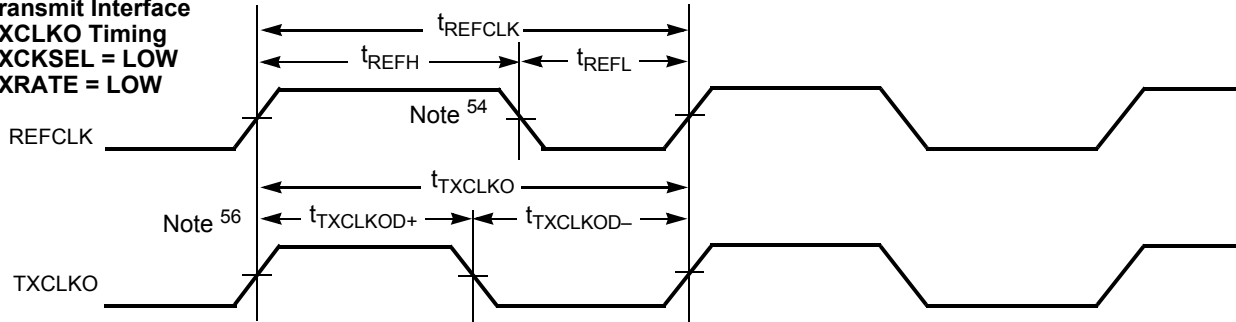 ransmit Interface
XCLKO Timing
XCKSEL = LOW
XRATE = LOW
tREFCLK
tREFH
tREFL
Note 54
REFCLK
tTXCLKO
Note 56
tTXCLKOD+
tTXCLKOD–
TXCLKO